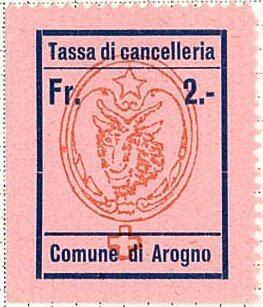 Tassa di cancelleria
Fr. 2.-
Comune di Arogno